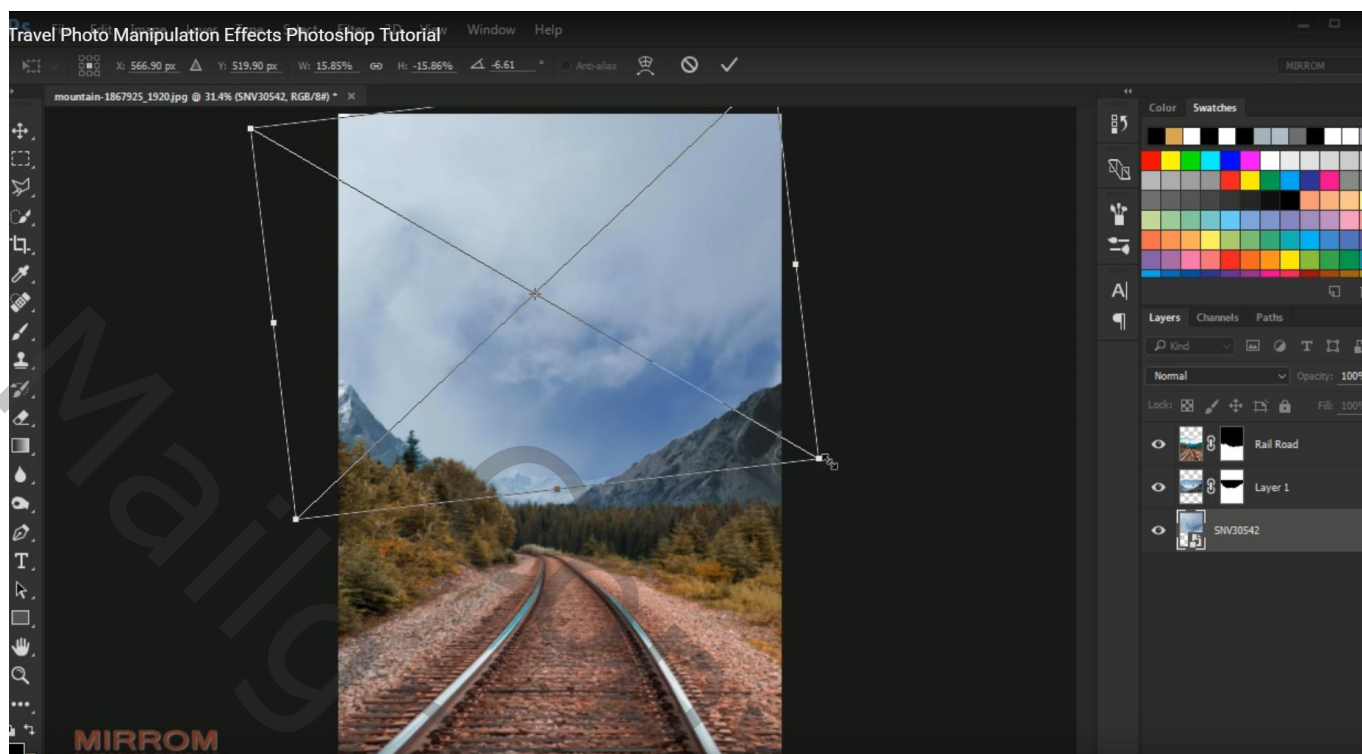 Travel Photo Manipulation Effects Photoshop Tutorial
Window Help
X: 566.90 px Y: 519.90 px W: 15.85% H: -15.86% -6.61 ° Anti-alias MIRROM
mountain-1867925_1920.jpg @ 31.4% (SNV30542, RGB/8#) * ×
Color Swatches
Layers Channels Paths
Kind
Normal Opacity: 100%
Lock: Fill: 100%
Rail Road
Layer 1
SNV30542
MIRROM